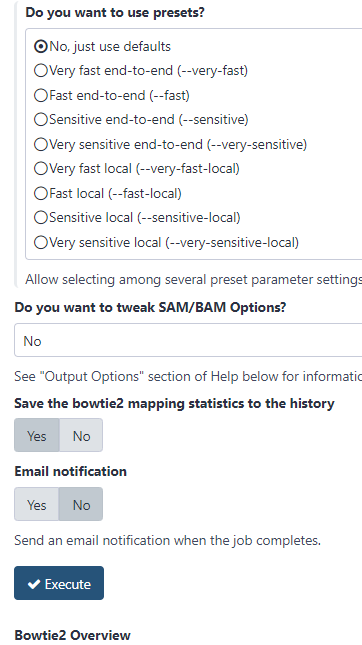 Do you want to use presets?
No, just use defaults
Very fast end-to-end (--very-fast)
Fast end-to-end (--fast)
Sensitive end-to-end (--sensitive)
Very sensitive end-to-end (--very-sensitive)
Very fast local (--very-fast-local)
Fast local (--fast-local)
Sensitive local (--sensitive-local)
Very sensitive local (--very-sensitive-local)
Allow selecting among several preset parameter settings
Do you want to tweak SAM/BAM Options?
No
See "Output Options" section of Help below for informatic
Save the bowtie2 mapping statistics to the history
Yes No
Email notification
Yes No
Send an email notification when the job completes.
Execute
Bowtie2 Overview